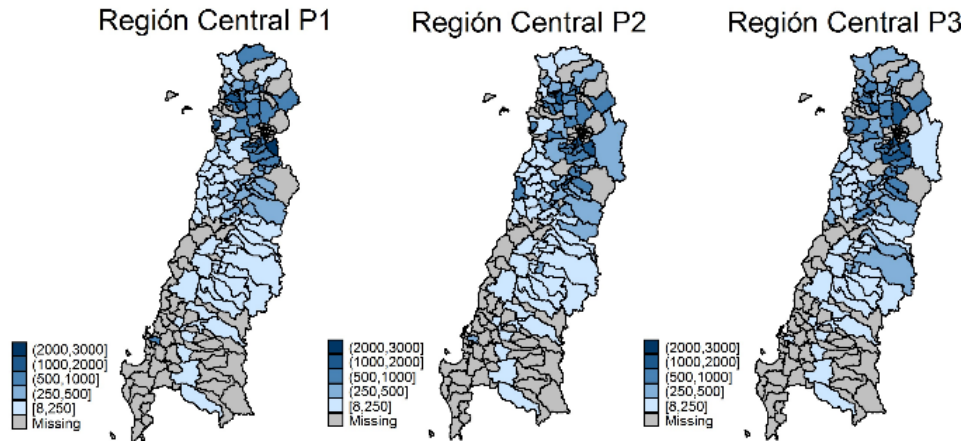 Región Central P1
Región Central P2
Región Central P3
(2000,3000]
(1000,2000]
(500,1000]
(250,500]
[8,250]
Missing
(2000,3000]
(1000,2000]
(500,1000]
(250,500]
[8,250]
Missing
(2000,3000]
(1000,2000]
(500,1000]
(250,500]
[8,250]
Missing